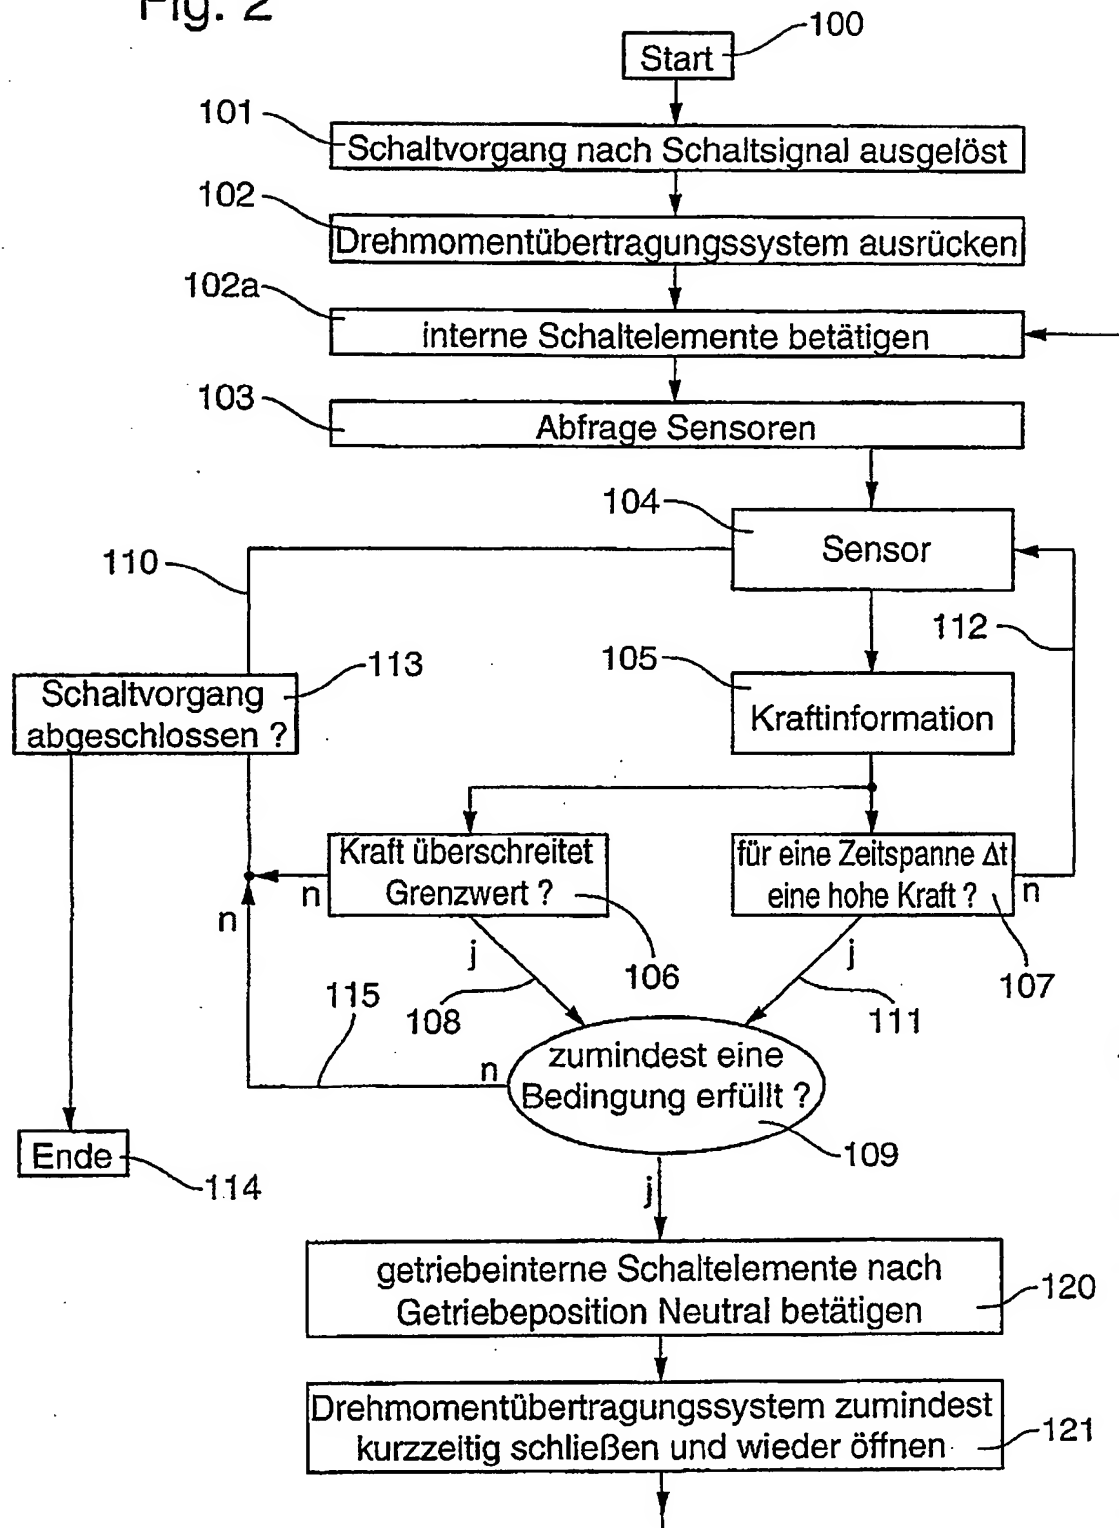 Fig. 2
100
Start
101
Schaltvorgang nach Schaltsignal ausgelöst
102
Drehmomentübertragungssystem ausrücken
102a
interne Schaltelemente betätigen
103
Abfrage Sensoren
104
Sensor
110
112
113
105
Schaltvorgang
abgeschlossen ?
Kraftinformation
Kraft überschreitet
Grenzwert ?
für eine Zeitspanne Δt
eine hohe Kraft ?
n
n
n
j
j
106
107
115
108
111
n
zumindest eine
Bedingung erfüllt ?
109
Ende
114
j
getriebeinterne Schaltelemente nach
Getriebeposition Neutral betätigen
120
Drehmomentübertragungssystem zumindest
kurzzeitig schließen und wieder öffnen
121